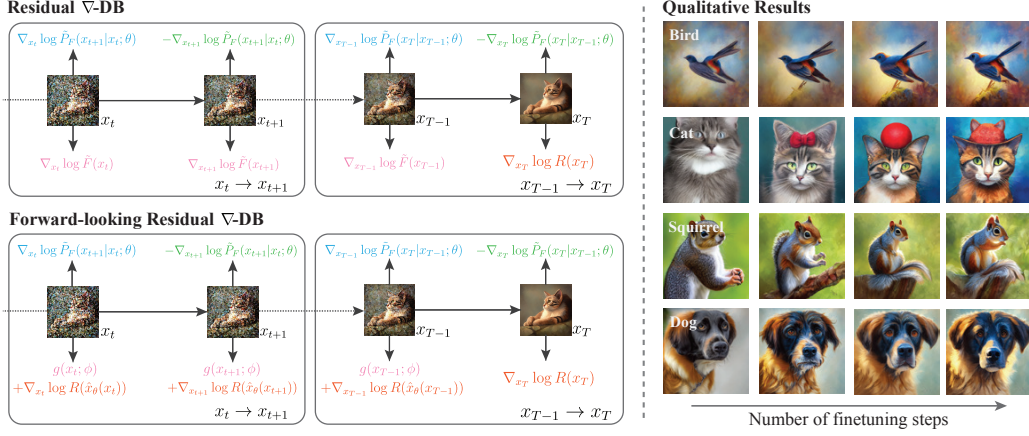 Residual ∇-DB
∇_{x_t} log P̃_F(x_{t+1}|x_t; θ)
−∇_{x_{t+1}} log P̃_F(x_{t+1}|x_t; θ)
x_t
x_{t+1}
∇_{x_t} log F̃(x_t)
∇_{x_{t+1}} log F̃(x_{t+1})
x_t → x_{t+1}
∇_{x_{T−1}} log P̃_F(x_T|x_{T−1}; θ)
−∇_{x_T} log P̃_F(x_T|x_{T−1}; θ)
x_{T−1}
x_T
∇_{x_{T−1}} log F̃(x_{T−1})
∇_{x_T} log R(x_T)
x_{T−1} → x_T
Forward-looking Residual ∇-DB
∇_{x_t} log P̃_F(x_{t+1}|x_t; θ)
−∇_{x_{t+1}} log P̃_F(x_{t+1}|x_t; θ)
x_t
x_{t+1}
g(x_t; ϕ)
+∇_{x_t} log R(x̂_θ(x_t))
g(x_{t+1}; ϕ)
+∇_{x_{t+1}} log R(x̂_θ(x_{t+1}))
x_t → x_{t+1}
∇_{x_{T−1}} log P̃_F(x_T|x_{T−1}; θ)
−∇_{x_T} log P̃_F(x_T|x_{T−1}; θ)
x_{T−1}
x_T
g(x_{T−1}; ϕ)
+∇_{x_{T−1}} log R(x̂_θ(x_{T−1}))
∇_{x_T} log R(x_T)
x_{T−1} → x_T
Qualitative Results
Bird
Cat
Squirrel
Dog
Number of finetuning steps